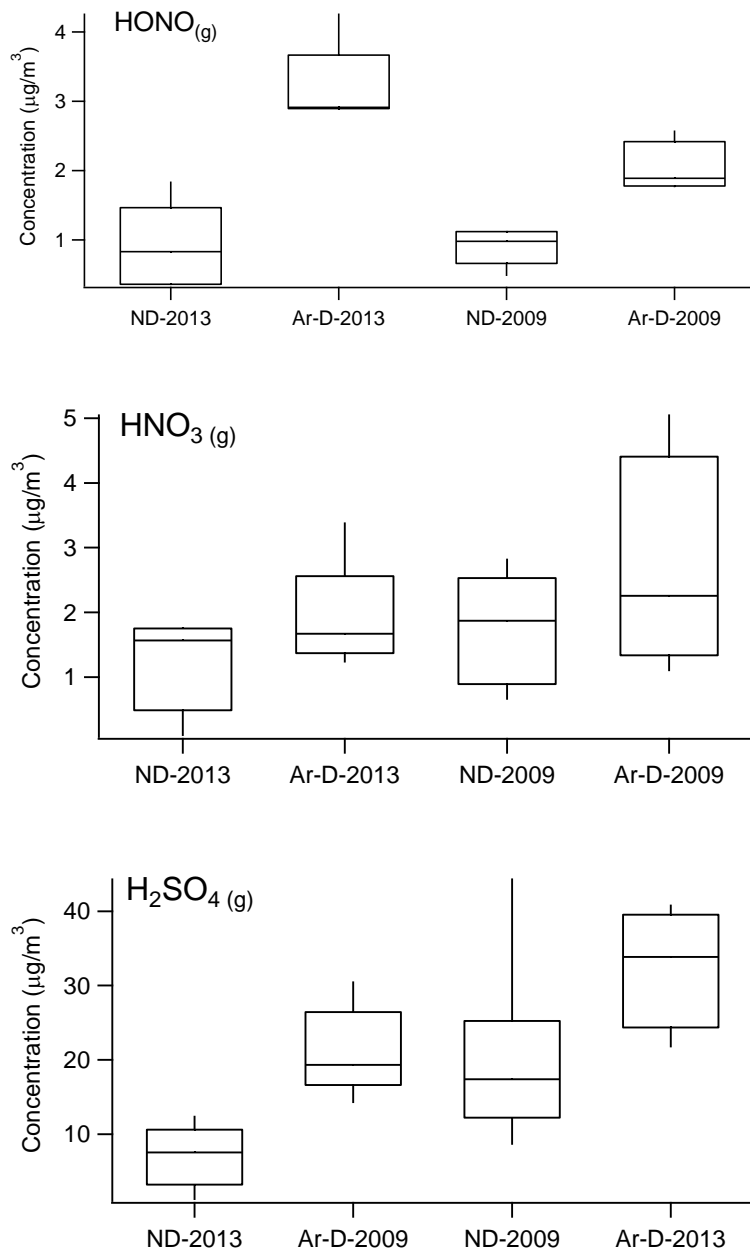 HONO(g)
Concentration (μg/m³)
4
3
2
1
ND-2013 Ar-D-2013 ND-2009 Ar-D-2009
HNO₃ (g)
Concentration (μg/m³)
5
4
3
2
1
ND-2013 Ar-D-2013 ND-2009 Ar-D-2009
H₂SO₄ (g)
Concentration (μg/m³)
40
30
20
10
ND-2013 Ar-D-2009 ND-2009 Ar-D-2013